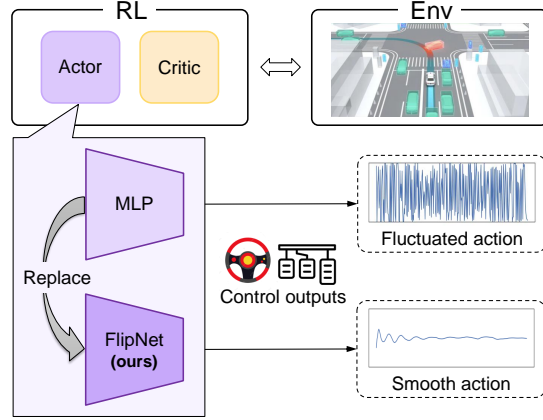 RL
Env
Actor
Critic
MLP
Fluctuated action
Replace
Control outputs
FlipNet
(ours)
Smooth action